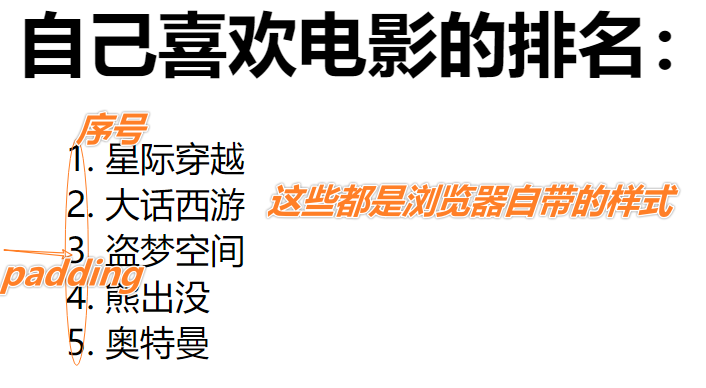 自己喜欢电影的排名：
序号
1. 星际穿越
2. 大话西游
这些都是浏览器自带的样式
3. 盗梦空间
padding
4. 熊出没
5. 奥特曼